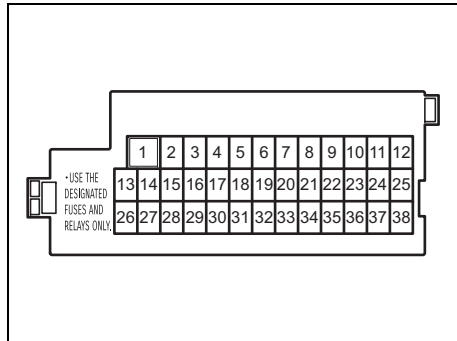 1 2 3 4 5 6 7 8 9 10 11 12
•USE THE
DESIGNATED
FUSES AND
RELAYS ONLY.
13 14 15 16 17 18 19 20 21 22 23 24 25
26 27 28 29 30 31 32 33 34 35 36 37 38